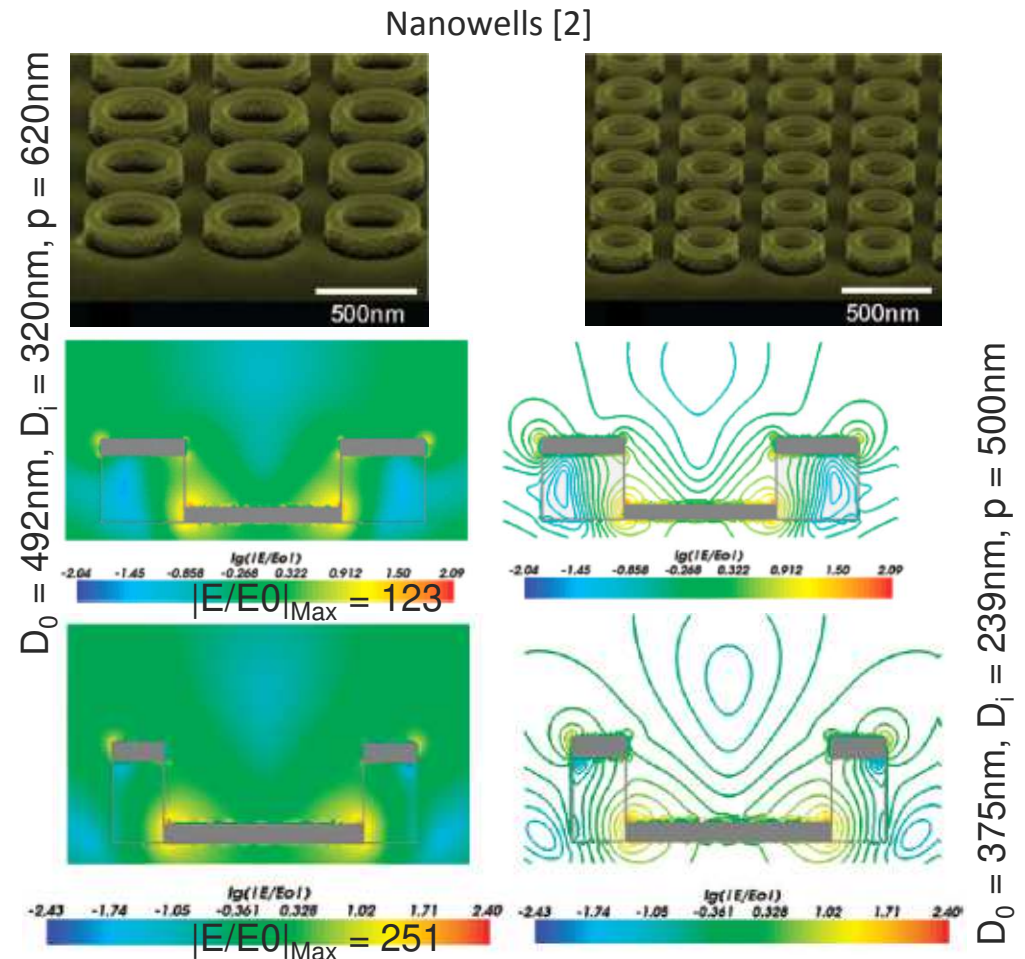 Nanowells [2]
D₀ = 492nm, Dᵢ = 320nm, p = 620nm
500nm
500nm
lg(|E/Eo|)
-2.04 -1.45 -0.858 -0.268 0.322 0.912 1.50 2.09
|E/E0|Max = 123
lg(|E/Eo|)
-2.04 -1.45 -0.858 -0.268 0.322 0.912 1.50 2.09
lg(|E/Eo|)
-2.43 -1.74 -1.05 -0.361 0.328 1.02 1.71 2.40
|E/E0|Max = 251
lg(|E/Eo|)
-2.43 -1.74 -1.05 -0.361 0.328 1.02 1.71 2.40
D₀ = 375nm, Dᵢ = 239nm, p = 500nm